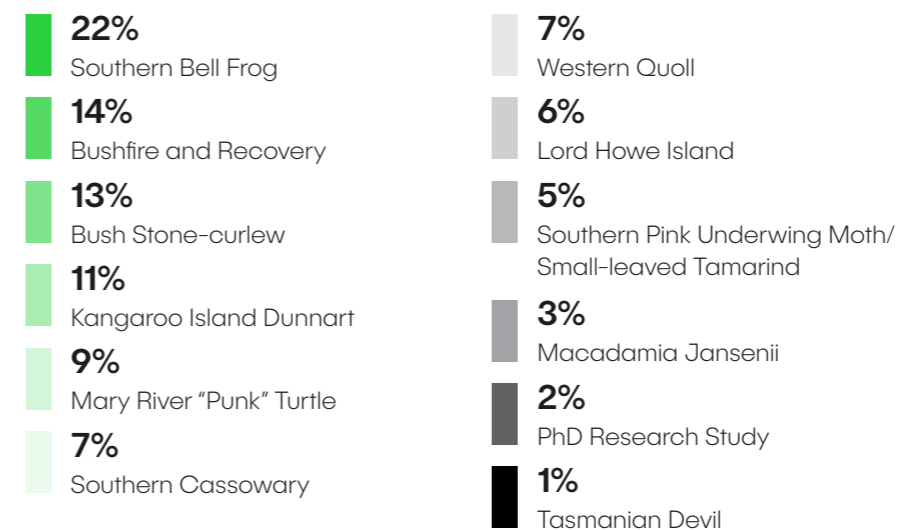 22%
Southern Bell Frog
14%
Bushfire and Recovery
13%
Bush Stone-curlew
11%
Kangaroo Island Dunnart
9%
Mary River “Punk” Turtle
7%
Southern Cassowary
7%
Western Quoll
6%
Lord Howe Island
5%
Southern Pink Underwing Moth/
Small-leaved Tamarind
3%
Macadamia Jansenii
2%
PhD Research Study
1%
Tasmanian Devil